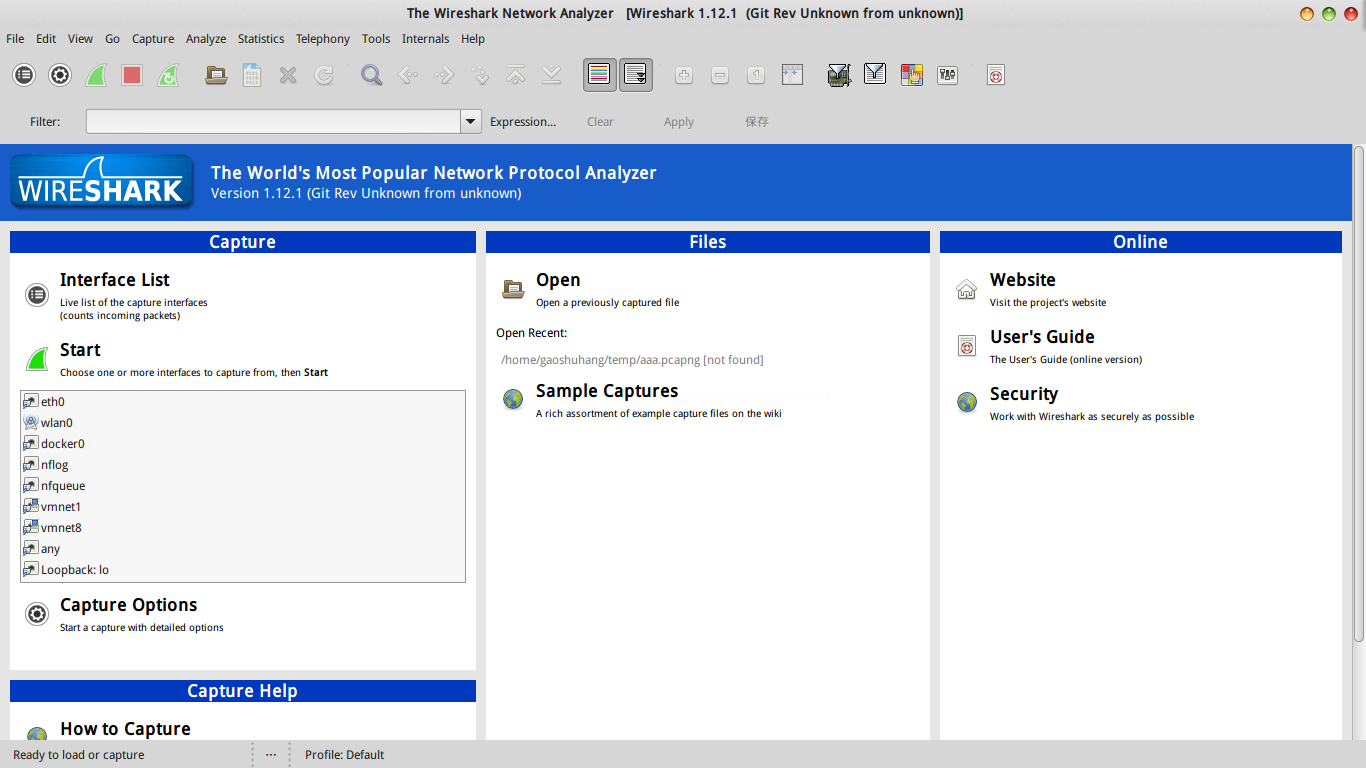 The Wireshark Network Analyzer [Wireshark 1.12.1 (Git Rev Unknown from unknown)]
File Edit View Go Capture Analyze Statistics Telephony Tools Internals Help
Filter: Expression... Clear Apply 保存
WIRESHARK
The World's Most Popular Network Protocol Analyzer
Version 1.12.1 (Git Rev Unknown from unknown)
Capture
Interface List
Live list of the capture interfaces
(counts incoming packets)
Start
Choose one or more interfaces to capture from, then Start
eth0
wlan0
docker0
nflog
nfqueue
vmnet1
vmnet8
any
Loopback: lo
Capture Options
Start a capture with detailed options
Capture Help
How to Capture
Files
Open
Open a previously captured file
Open Recent:
/home/gaoshuhang/temp/aaa.pcapng [not found]
Sample Captures
A rich assortment of example capture files on the wiki
Online
Website
Visit the project's website
User's Guide
The User's Guide (online version)
Security
Work with Wireshark as securely as possible
Ready to load or capture ... Profile: Default